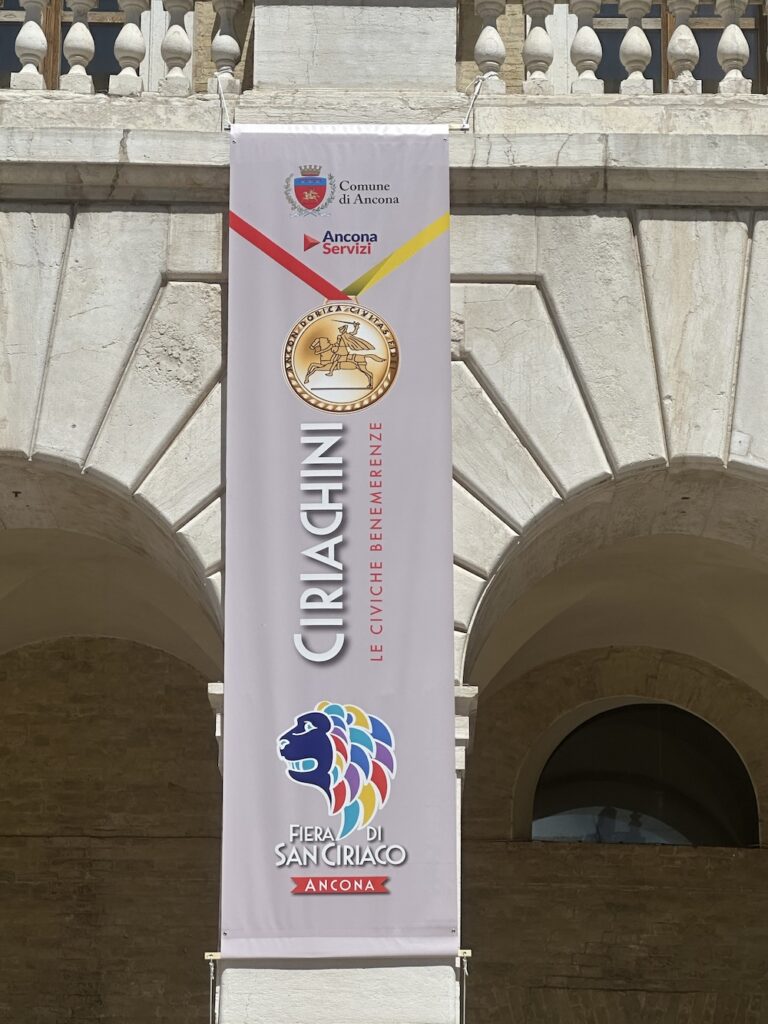 Comune
di Ancona
Ancona
Servizi
ANCON DORICA CIVITAS FIDEI
CIRIACHINI
LE CIVICHE BENEMERENZE
FIERA DI
SAN CIRIACO
ANCONA